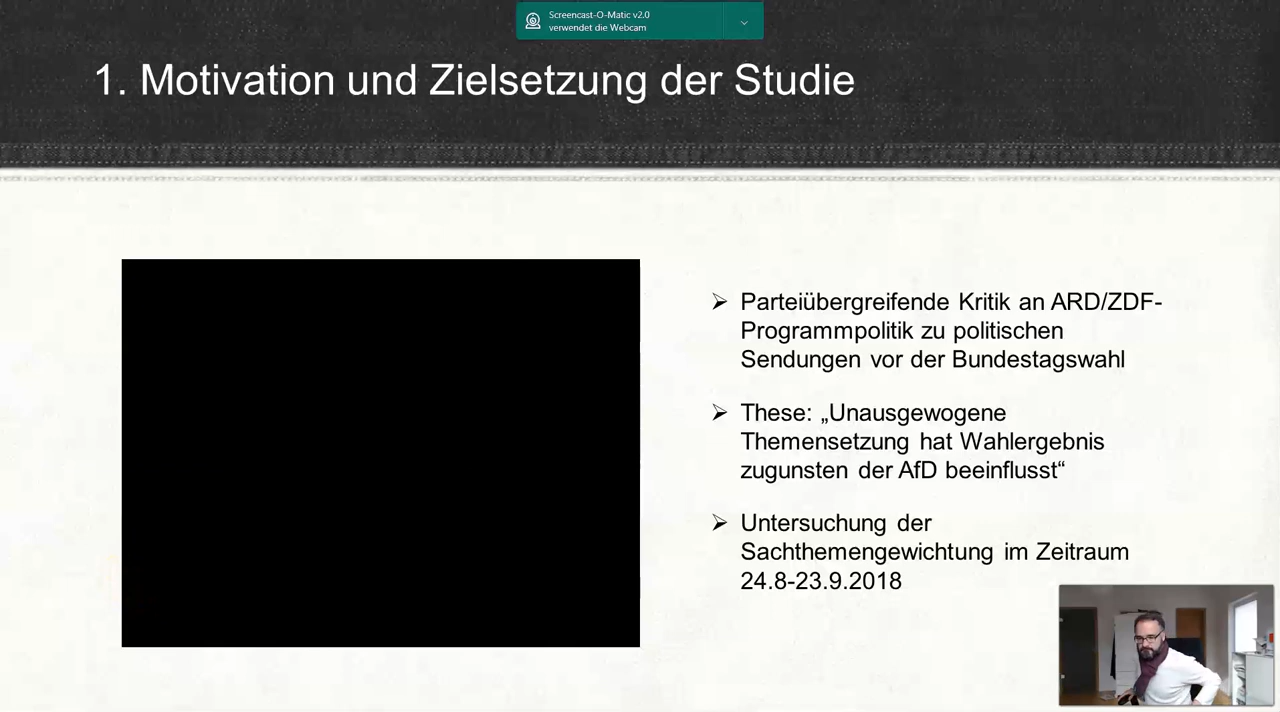 Screencast-O-Matic v2.0
verwendet die Webcam
1. Motivation und Zielsetzung der Studie
Parteiübergreifende Kritik an ARD/ZDF-
Programmpolitik zu politischen
Sendungen vor der Bundestagswahl
These: „Unausgewogene
Themensetzung hat Wahlergebnis
zugunsten der AfD beeinflusst“
Untersuchung der
Sachthemengewichtung im Zeitraum
24.8-23.9.2018